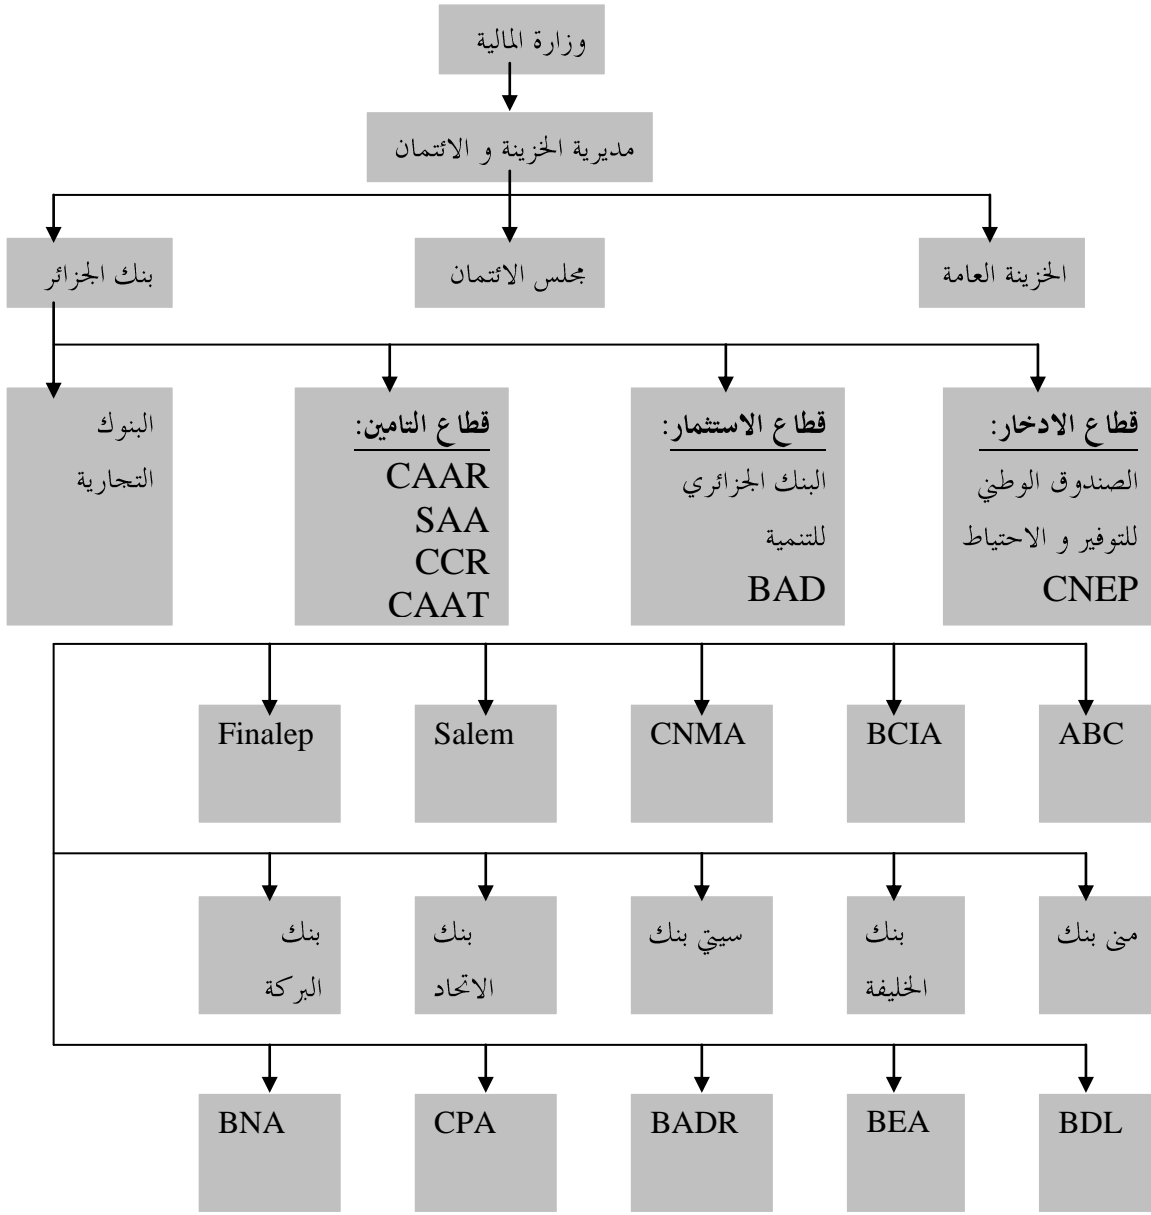 وزارة المالية
مديرية الخزينة و الائتمان
الخزينة العامة
مجلس الائتمان
بنك الجزائر
قطاع الادخار:
الصندوق الوطني
للتوفير و الاحتياط
CNEP
قطاع الاستثمار:
البنك الجزائري
للتنمية
BAD
قطاع التامين:
CAAR
SAA
CCR
CAAT
البنوك
التجارية
ABC
BCIA
CNMA
Salem
Finalep
منى بنك
بنك
الخليفة
سيتي بنك
بنك
الاتحاد
بنك
البركة
BDL
BEA
BADR
CPA
BNA